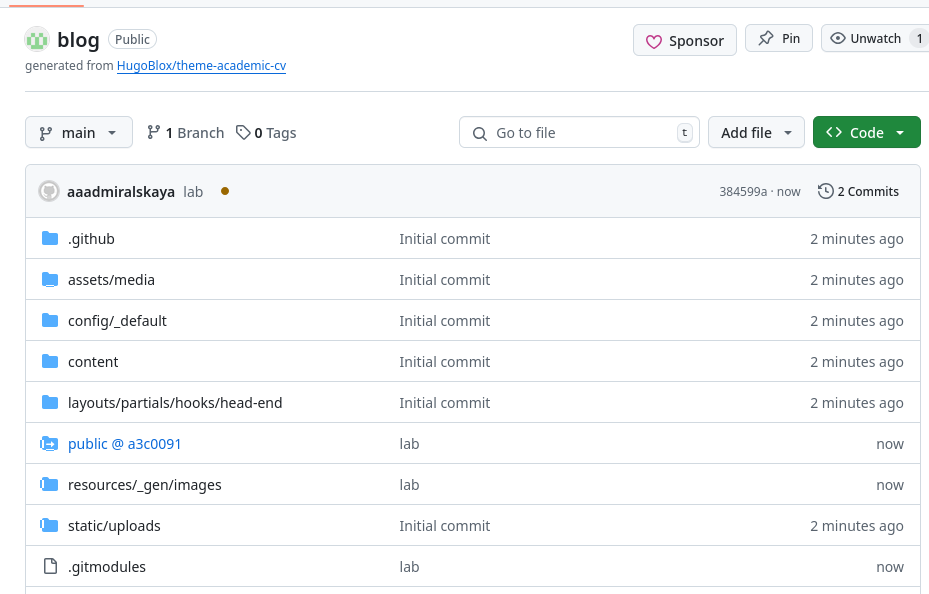 blog Public Sponsor Pin Unwatch 1
generated from HugoBlox/theme-academic-cv
main 1 Branch 0 Tags Go to file t Add file Code
aaadmiralskaya lab 384599a · now 2 Commits
.github Initial commit 2 minutes ago
assets/media Initial commit 2 minutes ago
config/_default Initial commit 2 minutes ago
content Initial commit 2 minutes ago
layouts/partials/hooks/head-end Initial commit 2 minutes ago
public @ a3c0091 lab now
resources/_gen/images lab now
static/uploads Initial commit 2 minutes ago
.gitmodules lab now